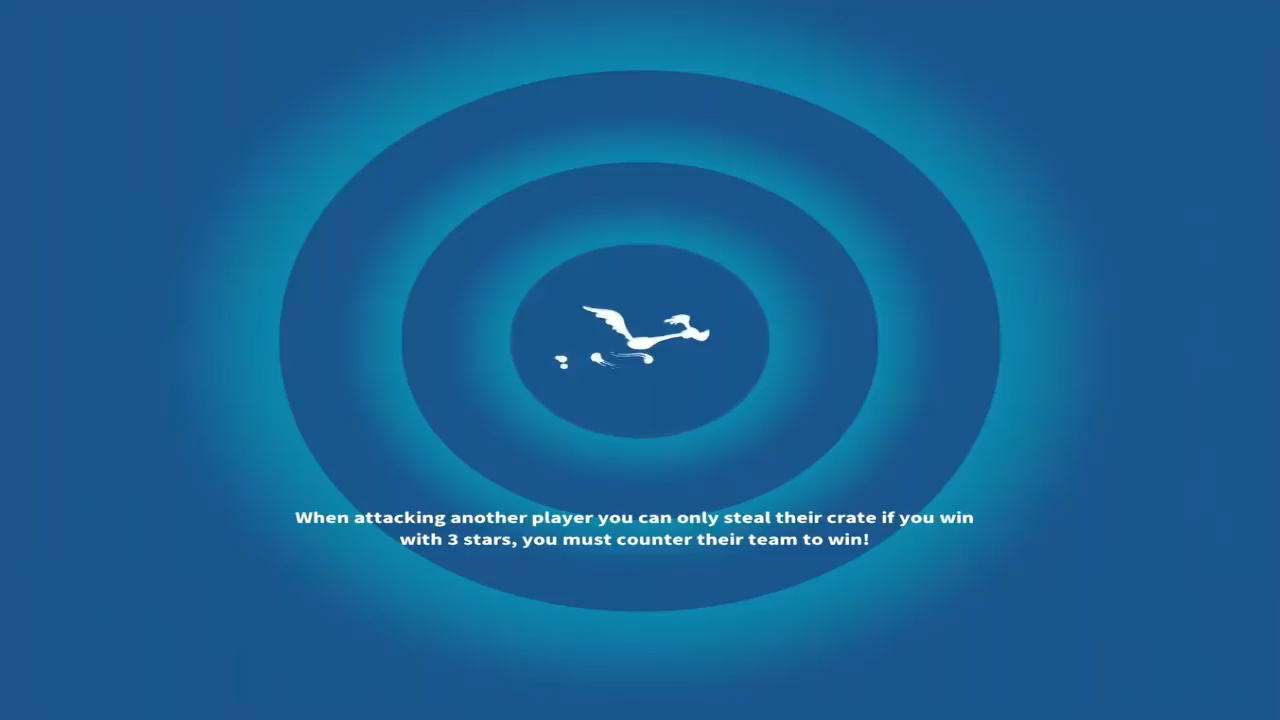 When attacking another player you can only steal their crate if you win
with 3 stars, you must counter their team to win!